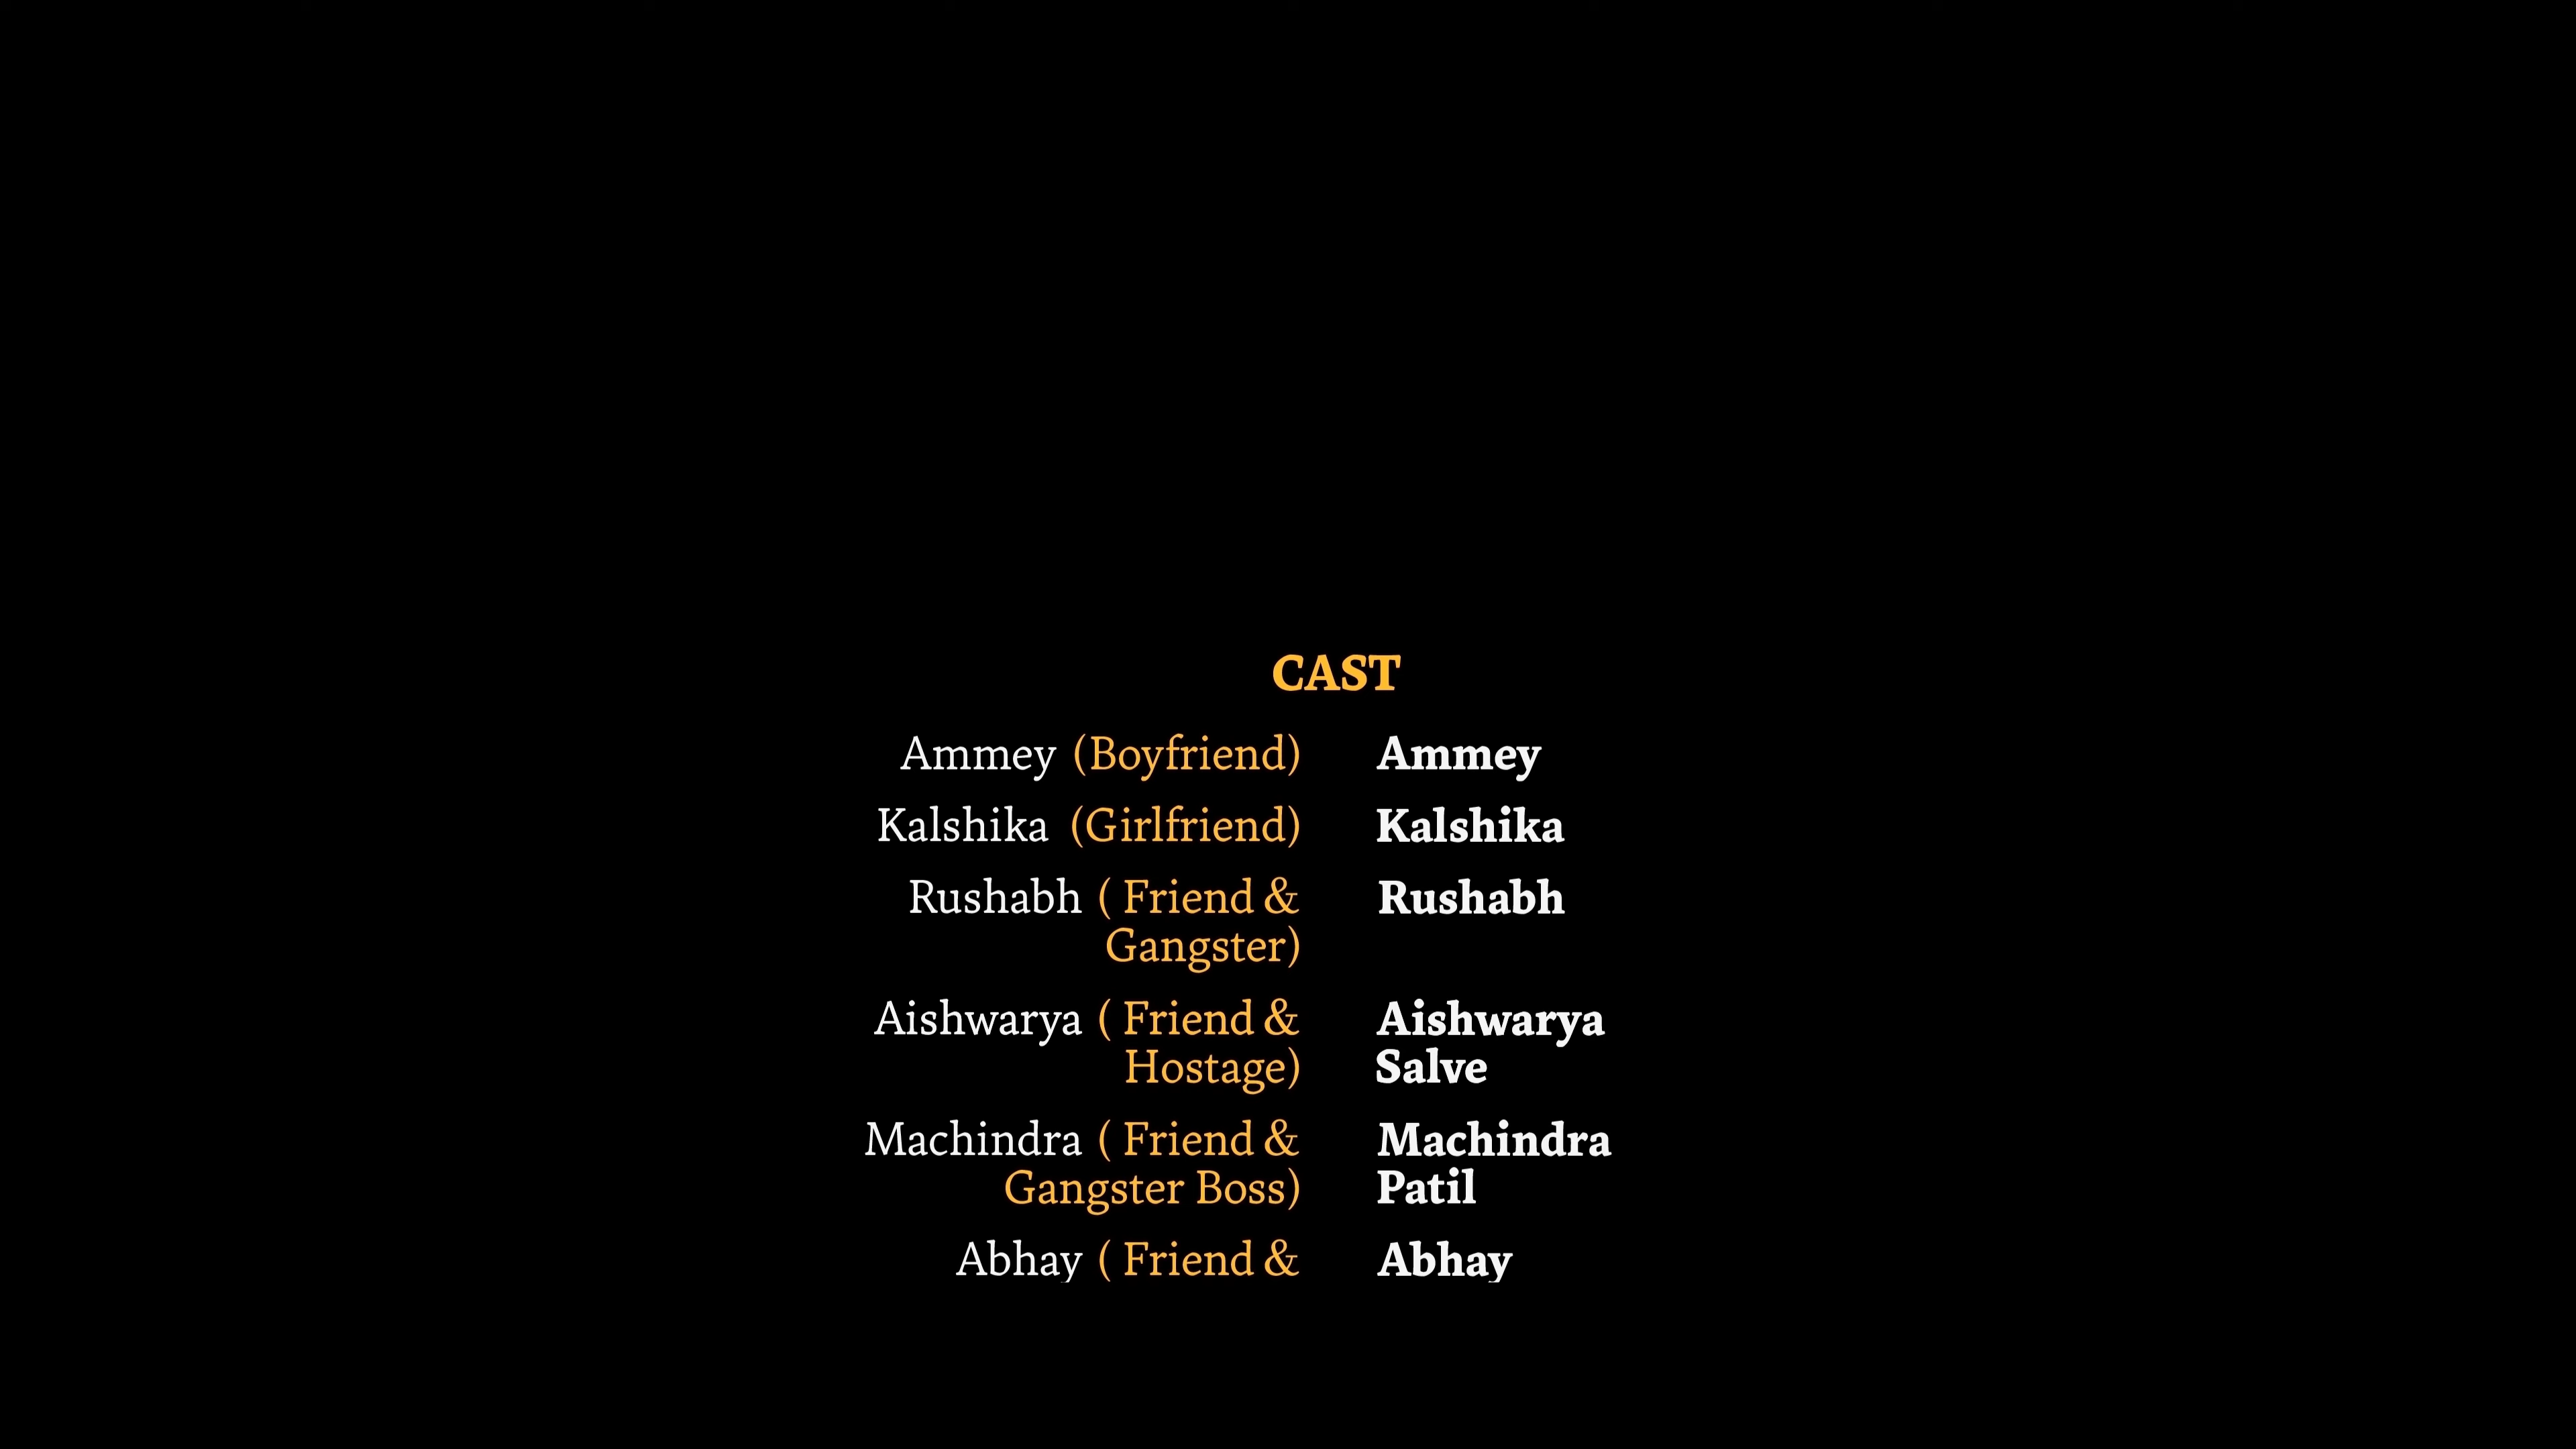 CAST
Ammey (Boyfriend) Ammey
Kalshika (Girlfriend) Kalshika
Rushabh ( Friend & Rushabh
Gangster)
Aishwarya ( Friend & Aishwarya
Hostage) Salve
Machindra ( Friend & Machindra
Gangster Boss) Patil
Abhay ( Friend & Abhay